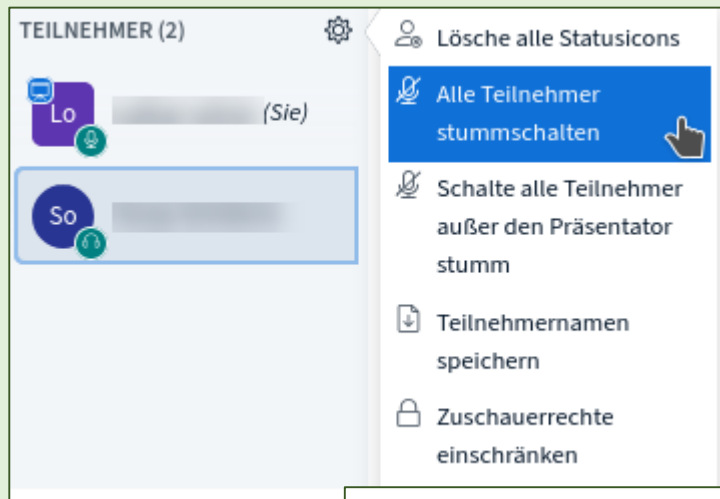 TEILNEHMER (2)
Lo
(Sie)
So
Lösche alle Statusicons
Alle Teilnehmer
stummschalten
Schalte alle Teilnehmer
außer den Präsentator
stumm
Teilnehmernamen
speichern
Zuschauerrechte
einschränken